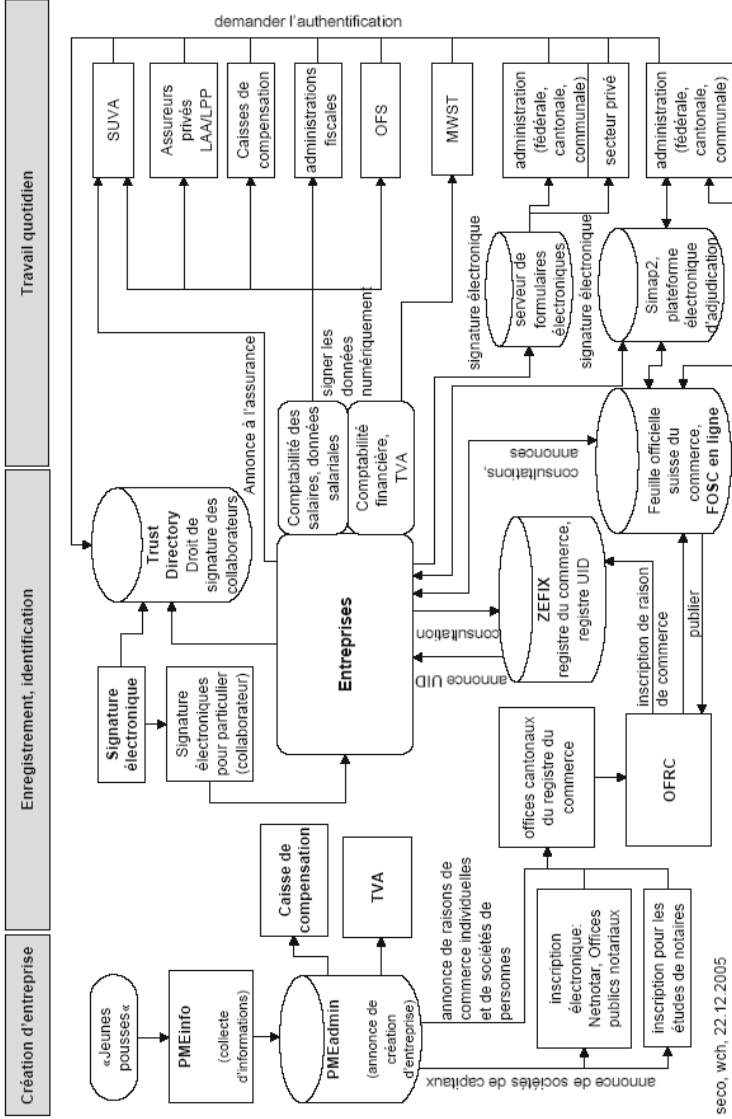 Création d'entreprise
Enregistrement, identification
Travail quotidien
«Jeunes
pousses«
PMEinfo
(collecte
d'informations)
PMEadmin
(annonce de
création
d'entreprise)
Caisse de
compensation
TVA
annonce de raisons de
commerce individuelles
et de sociétés de
personnes
annonce de sociétés de capitaux
inscription
électronique:
Netnotar, Offices
publics notariaux
inscription pour les
études de notaires
seco, wch, 22.12.2005
Signature
électronique
Signature
électroniques
pour particulier
(collaborateur)
Trust
Directory
Droit de
signature des
collaborateurs
Entreprises
annonce UID
consultation
ZEFIX
registre du commerce,
registre UID
offices cantonaux
du registre du
commerce
OFRC
inscription de raison
de commerce
publier
Annonce à l'assurance
Comptabilité des
salaires, données
salariales
Comptabilité
financière,
TVA
signer les
données
numériquement
consultations,
annonces
Feuille officielle
suisse du
commerce,
FOSC en ligne
signature électronique
serveur de
formulaires
électroniques
signature électronique
Simap2,
plateforme
électronique
d'adjudication
demander l'authentification
SUVA
Assureurs
privés
LAA/LPP
Caisses de
compensation
administrations
fiscales
OFS
MWST
administration
(fédérale,
cantonale,
communale)
secteur privé
administration
(fédérale,
cantonale,
communale)